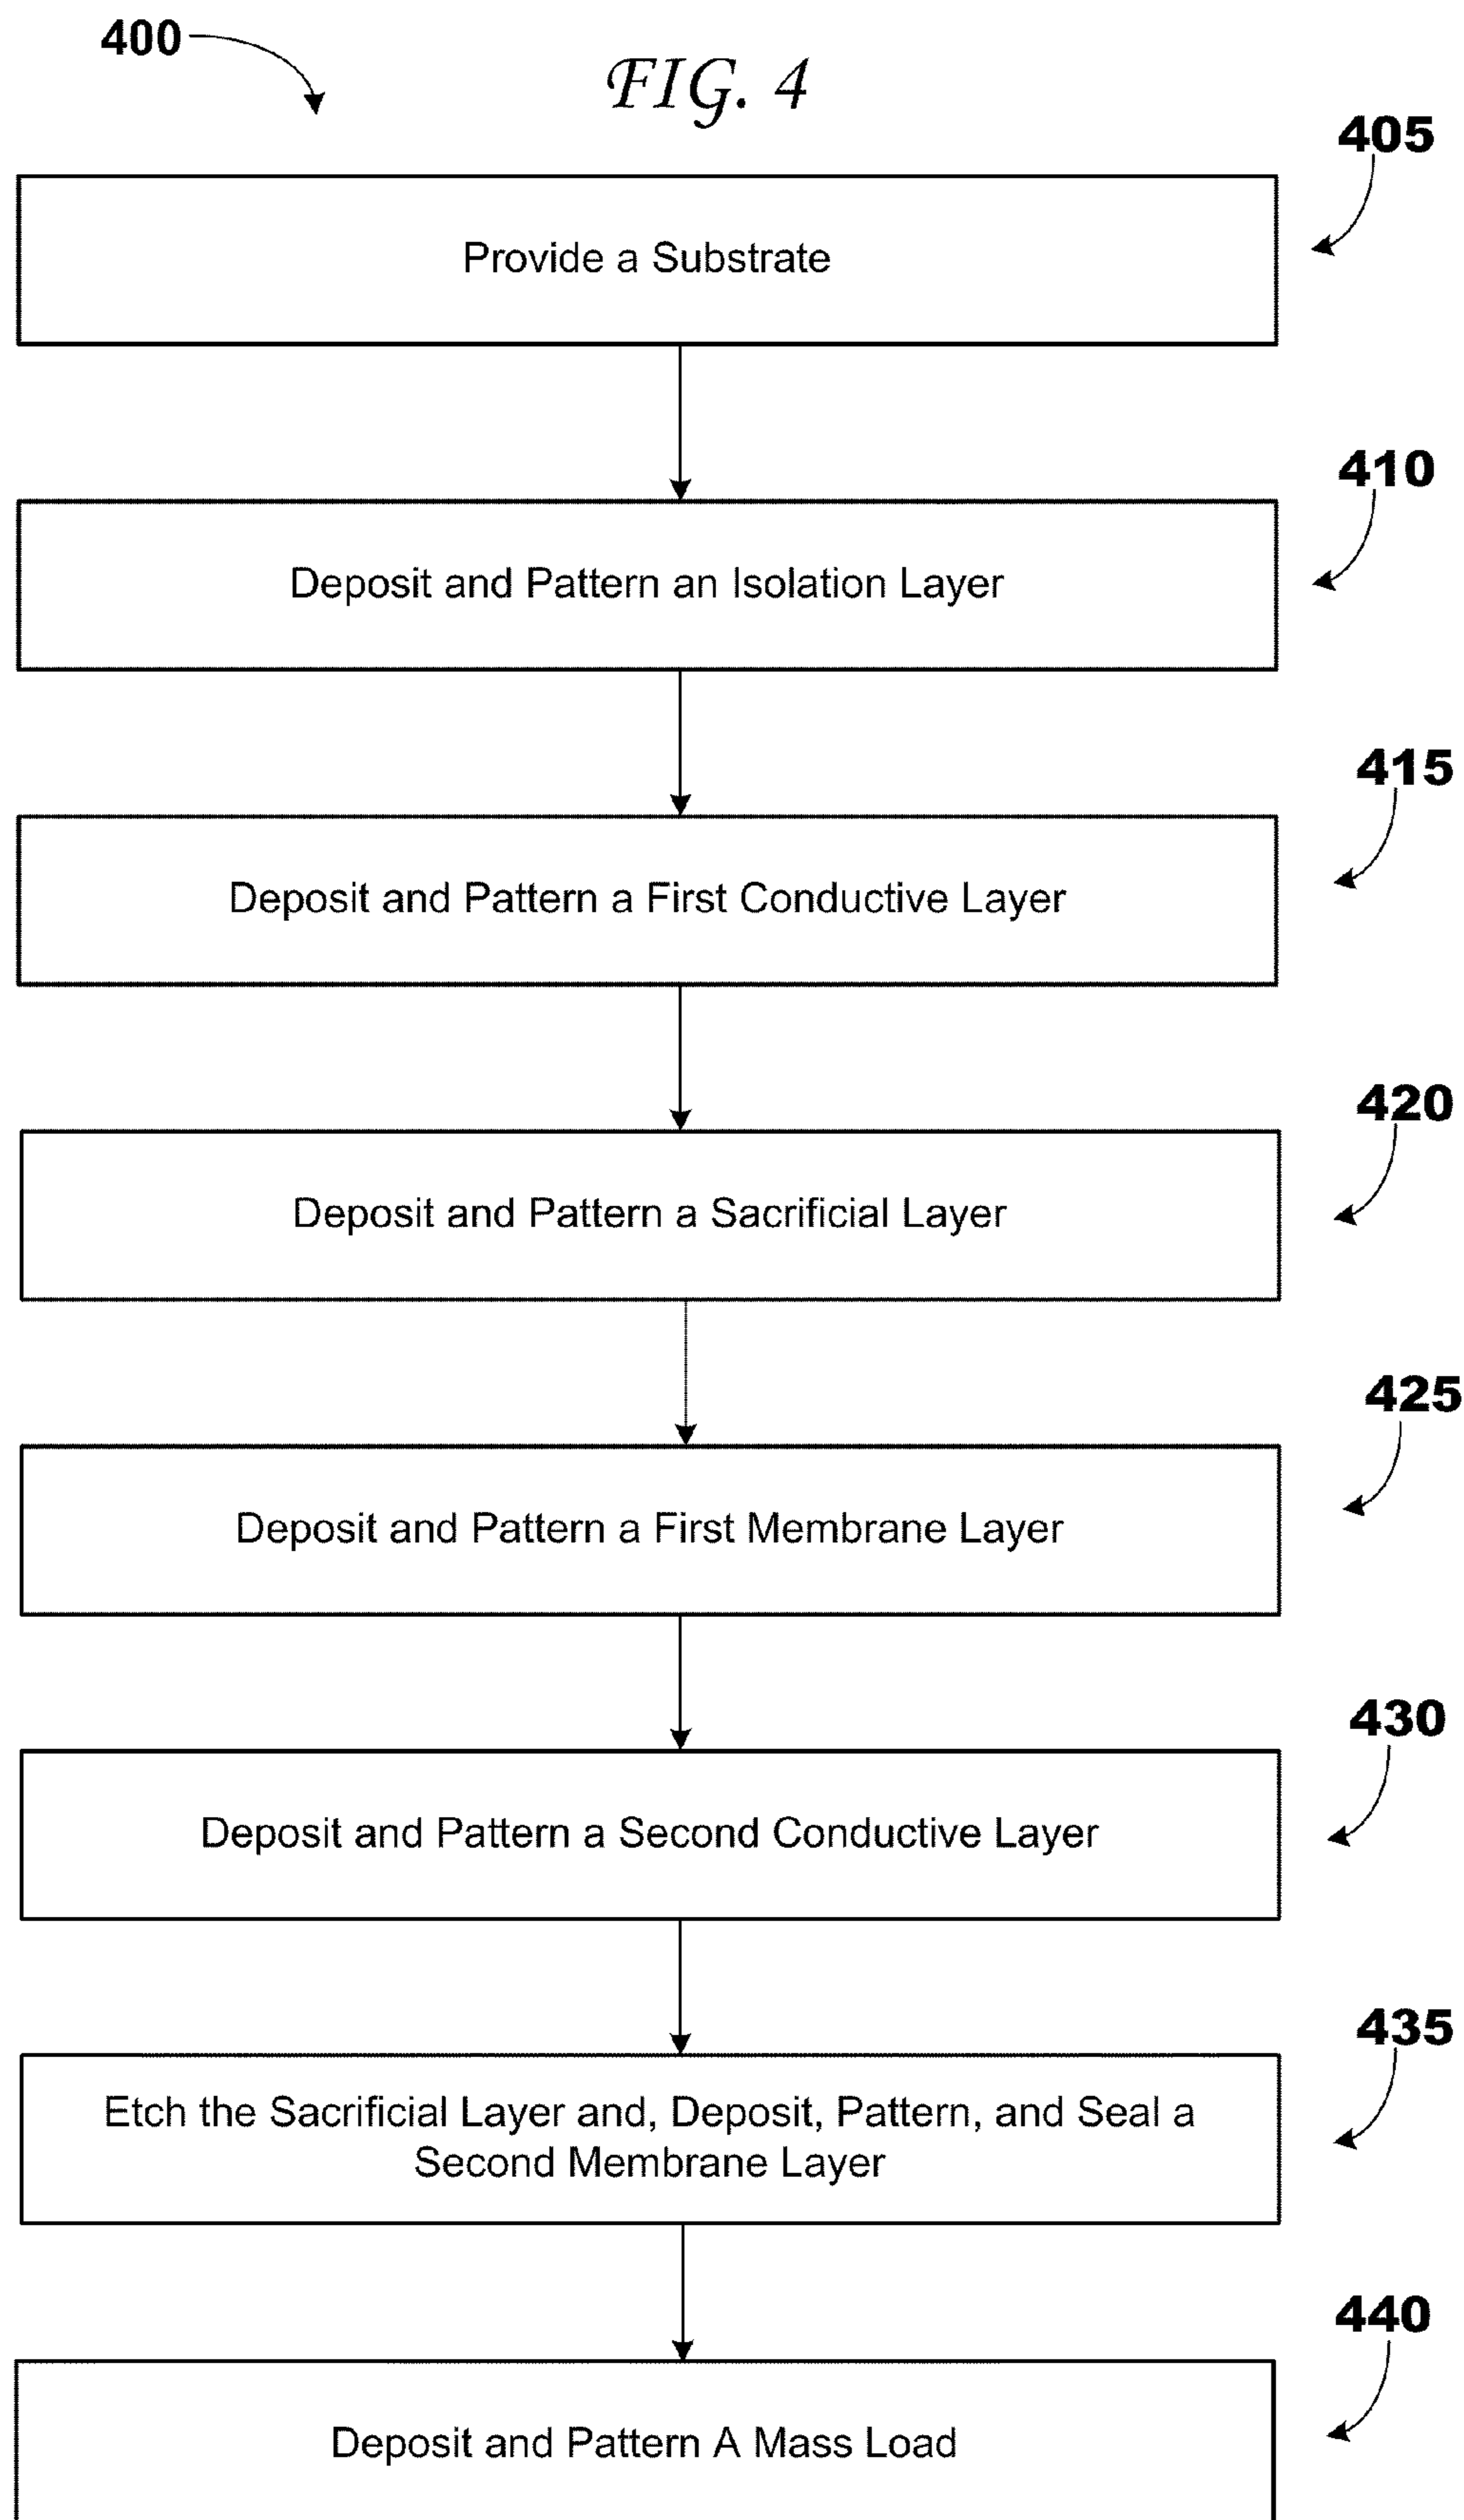 400
FIG. 4
405
Provide a Substrate
410
Deposit and Pattern an Isolation Layer
415
Deposit and Pattern a First Conductive Layer
420
Deposit and Pattern a Sacrificial Layer
425
Deposit and Pattern a First Membrane Layer
430
Deposit and Pattern a Second Conductive Layer
435
Etch the Sacrificial Layer and, Deposit, Pattern, and Seal a
Second Membrane Layer
440
Deposit and Pattern A Mass Load